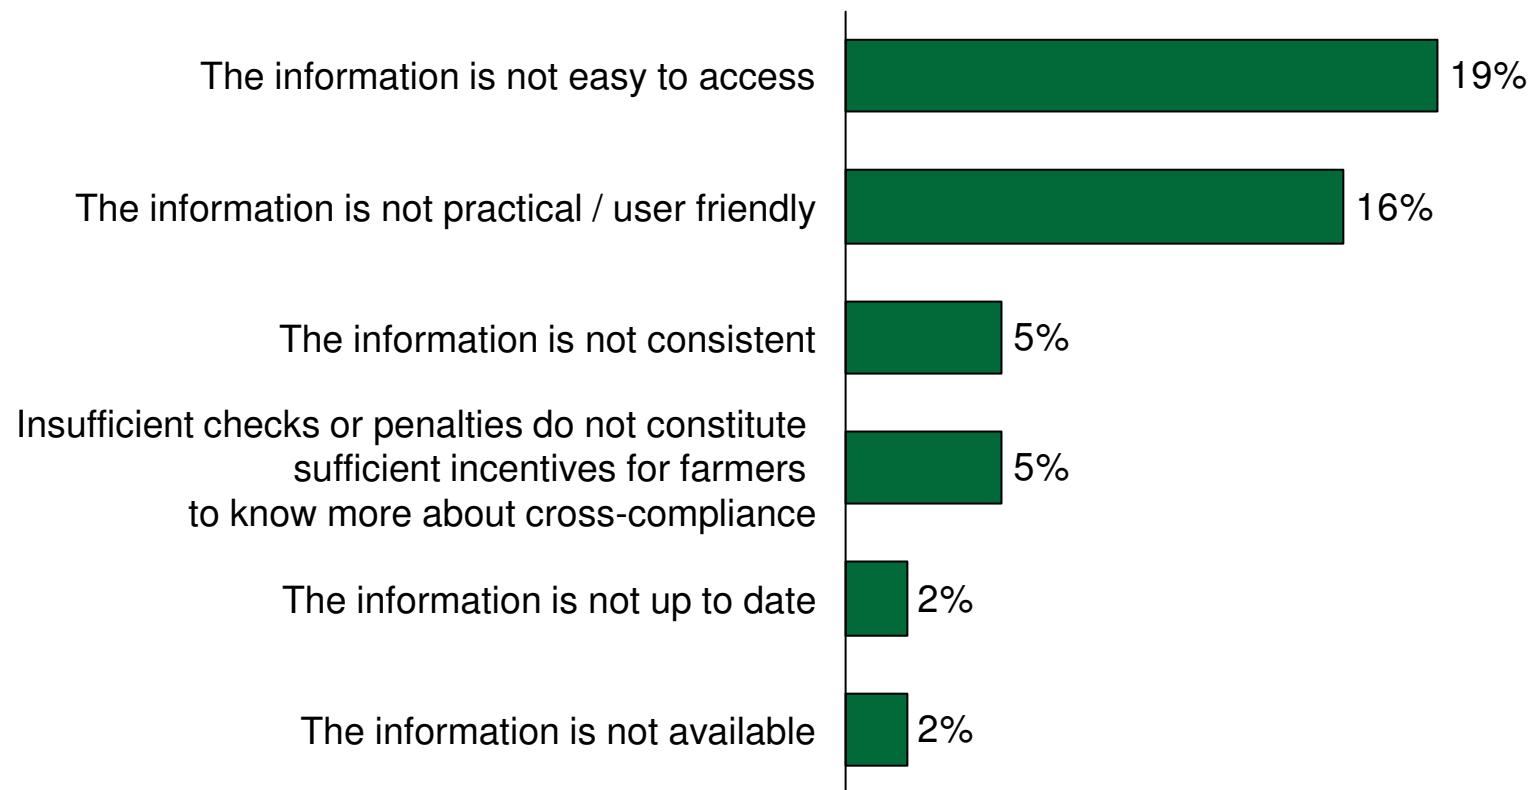 The information is not easy to access 19%
The information is not practical / user friendly 16%
The information is not consistent 5%
Insufficient checks or penalties do not constitute
sufficient incentives for farmers 5%
to know more about cross-compliance
The information is not up to date 2%
The information is not available 2%